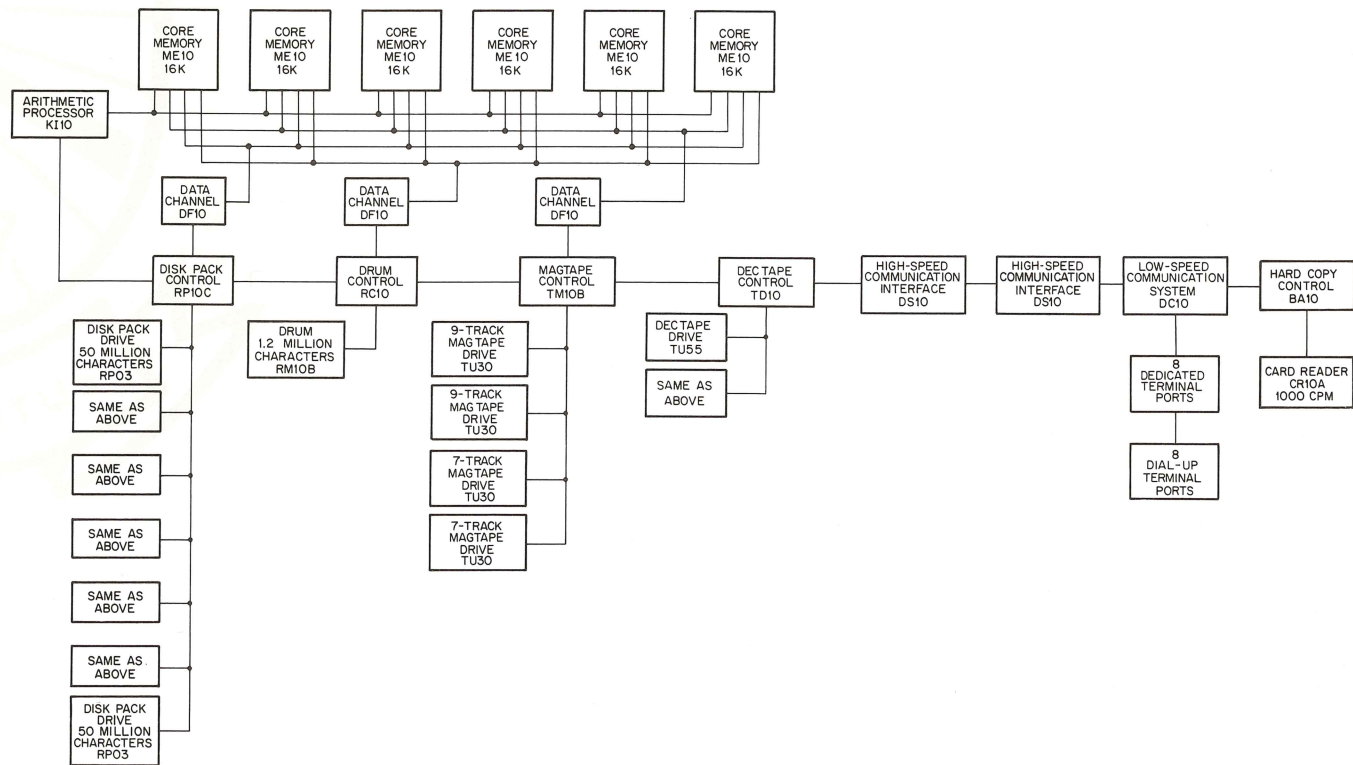 CORE
MEMORY
ME10
16K
CORE
MEMORY
ME10
16K
CORE
MEMORY
ME10
16K
CORE
MEMORY
ME10
16K
CORE
MEMORY
ME10
16K
CORE
MEMORY
ME10
16K
ARITHMETIC
PROCESSOR
KI10
DATA
CHANNEL
DF10
DATA
CHANNEL
DF10
DATA
CHANNEL
DF10
DISK PACK
CONTROL
RP10C
DRUM
CONTROL
RC10
MAGTAPE
CONTROL
TM10B
DEC TAPE
CONTROL
TD10
HIGH-SPEED
COMMUNICATION
INTERFACE
DS10
HIGH-SPEED
COMMUNICATION
INTERFACE
DS10
LOW-SPEED
COMMUNICATION
SYSTEM
DC10
HARD COPY
CONTROL
BA10
DISK PACK
DRIVE
50 MILLION
CHARACTERS
RP03
SAME AS
ABOVE
SAME AS
ABOVE
SAME AS
ABOVE
SAME AS
ABOVE
SAME AS
ABOVE
DISK PACK
DRIVE
50 MILLION
CHARACTERS
RP03
DRUM
1.2 MILLION
CHARACTERS
RM10B
9-TRACK
MAGTAPE
DRIVE
TU30
9-TRACK
MAGTAPE
DRIVE
TU30
7-TRACK
MAGTAPE
DRIVE
TU30
7-TRACK
MAGTAPE
DRIVE
TU30
DEC TAPE
DRIVE
TU55
SAME AS
ABOVE
8
DEDICATED
TERMINAL
PORTS
8
DIAL-UP
TERMINAL
PORTS
CARD READER
CR10A
1000 CPM